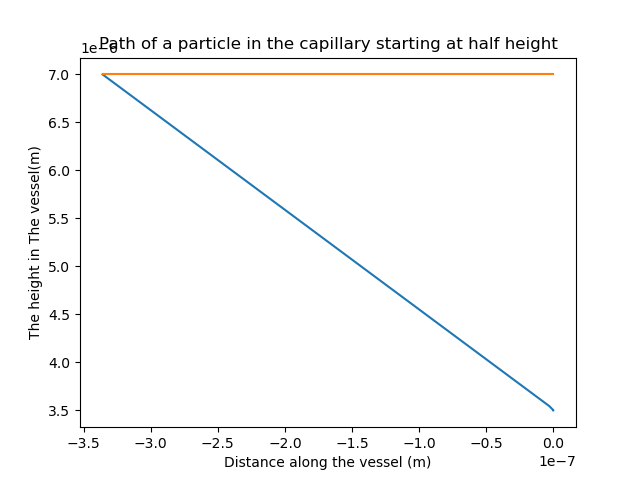 Path of a particle in the capillary starting at half height
1e−6
7.0
6.5
6.0
5.5
5.0
4.5
4.0
3.5
The height in The vessel(m)
−3.5 −3.0 −2.5 −2.0 −1.5 −1.0 −0.5 0.0
1e−7
Distance along the vessel (m)